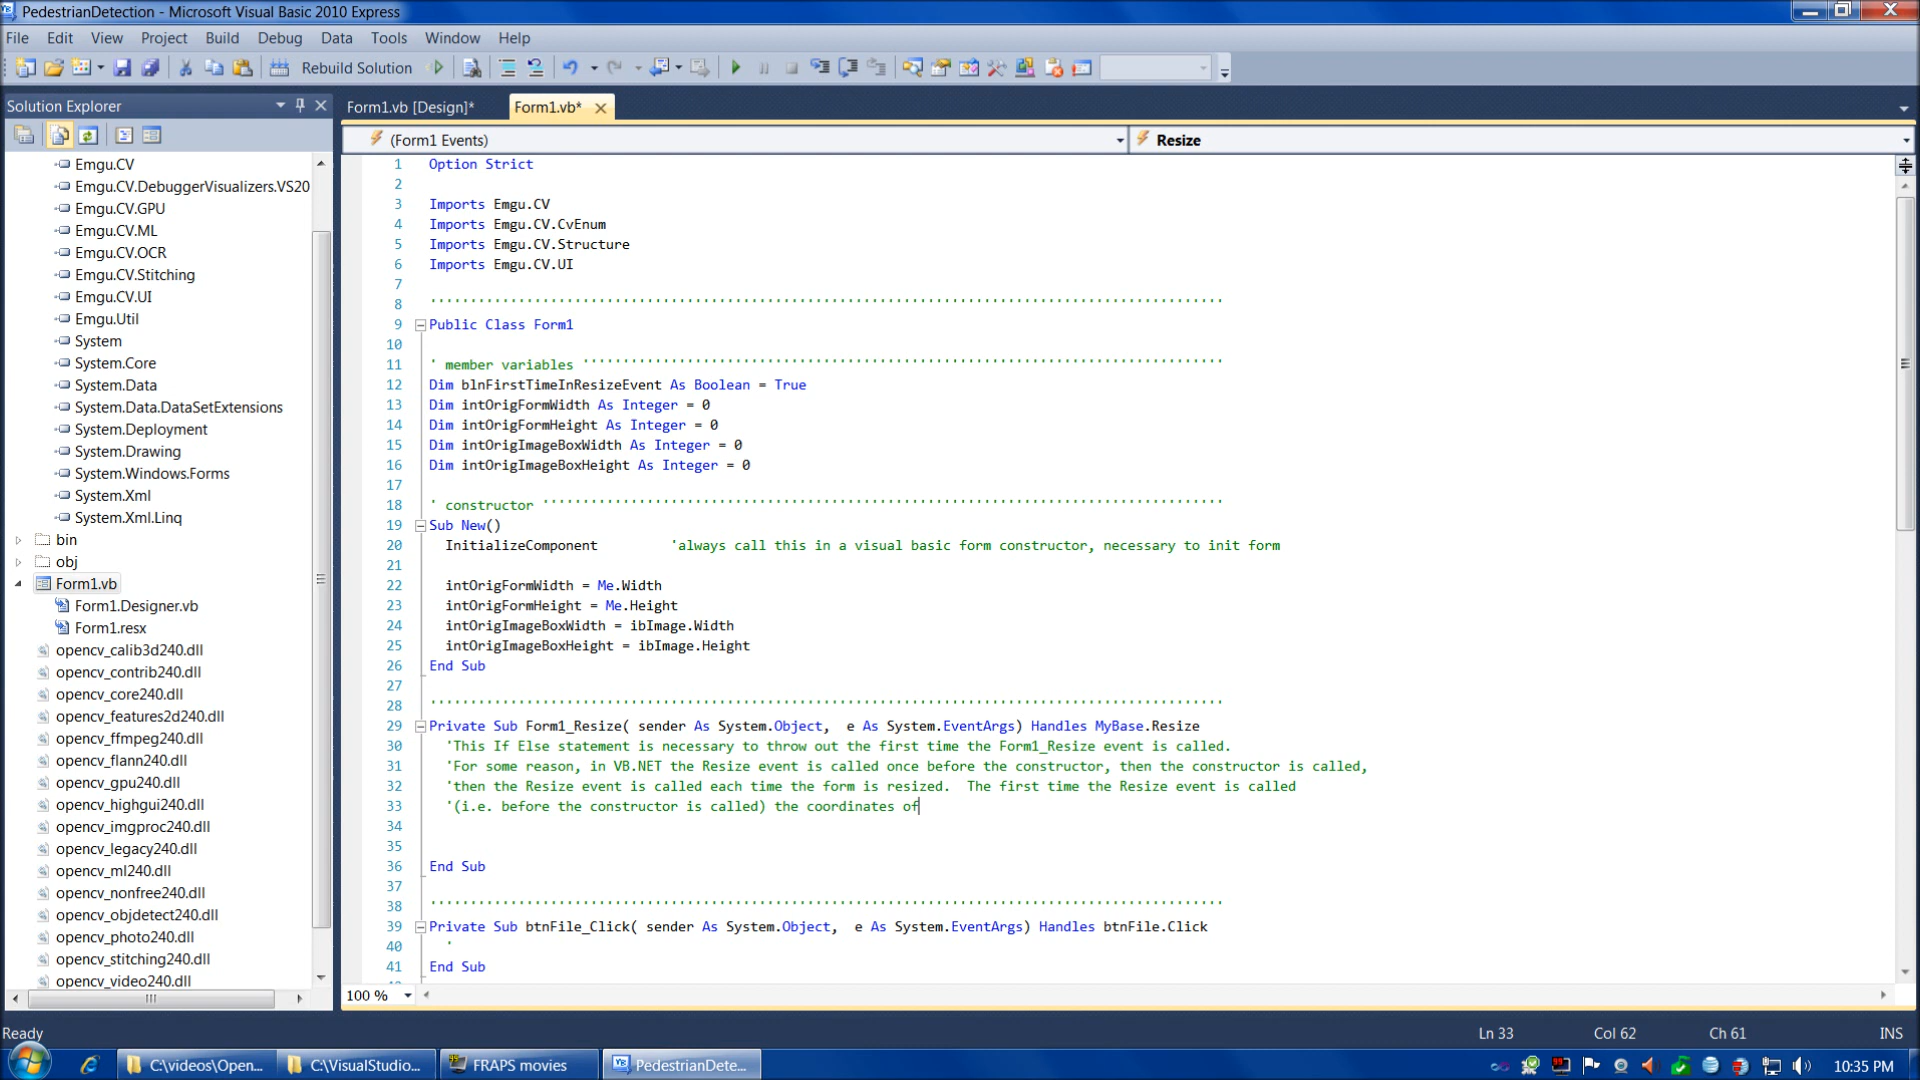 PedestrianDetection - Microsoft Visual Basic 2010 Express
File Edit View Project Build Debug Data Tools Window Help
Rebuild Solution
Solution Explorer
Form1.vb [Design]*
Form1.vb*
(Form1 Events)
Resize
Emgu.CV
Emgu.CV.DebuggerVisualizers.VS20
Emgu.CV.GPU
Emgu.CV.ML
Emgu.CV.OCR
Emgu.CV.Stitching
Emgu.CV.UI
Emgu.Util
System
System.Core
System.Data
System.Data.DataSetExtensions
System.Deployment
System.Drawing
System.Windows.Forms
System.Xml
System.Xml.Linq
bin
obj
Form1.vb
Form1.Designer.vb
Form1.resx
opencv_calib3d240.dll
opencv_contrib240.dll
opencv_core240.dll
opencv_features2d240.dll
opencv_ffmpeg240.dll
opencv_flann240.dll
opencv_gpu240.dll
opencv_highgui240.dll
opencv_imgproc240.dll
opencv_legacy240.dll
opencv_ml240.dll
opencv_nonfree240.dll
opencv_objdetect240.dll
opencv_photo240.dll
opencv_stitching240.dll
opencv_video240.dll
1 Option Strict
2
3 Imports Emgu.CV
4 Imports Emgu.CV.CvEnum
5 Imports Emgu.CV.Structure
6 Imports Emgu.CV.UI
7
8 '''''''''''''''''''''''''''''''''''''''''''''''''''''''''''''''''''''''''''''''''''''''''''''''''''
9 Public Class Form1
10
11 ' member variables ''''''''''''''''''''''''''''''''''''''''''''''''''''''''''''''''''''''''''''''''
12 Dim blnFirstTimeInResizeEvent As Boolean = True
13 Dim intOrigFormWidth As Integer = 0
14 Dim intOrigFormHeight As Integer = 0
15 Dim intOrigImageBoxWidth As Integer = 0
16 Dim intOrigImageBoxHeight As Integer = 0
17
18 ' constructor '''''''''''''''''''''''''''''''''''''''''''''''''''''''''''''''''''''''''''''''''''''
19 Sub New()
20 InitializeComponent 'always call this in a visual basic form constructor, necessary to init form
21
22 intOrigFormWidth = Me.Width
23 intOrigFormHeight = Me.Height
24 intOrigImageBoxWidth = ibImage.Width
25 intOrigImageBoxHeight = ibImage.Height
26 End Sub
27
28 '''''''''''''''''''''''''''''''''''''''''''''''''''''''''''''''''''''''''''''''''''''''''''''''''''
29 Private Sub Form1_Resize( sender As System.Object, e As System.EventArgs) Handles MyBase.Resize
30 'This If Else statement is necessary to throw out the first time the Form1_Resize event is called.
31 'For some reason, in VB.NET the Resize event is called once before the constructor, then the constructor is called,
32 'then the Resize event is called each time the form is resized. The first time the Resize event is called
33 '(i.e. before the constructor is called) the coordinates of
34
35
36 End Sub
37
38 '''''''''''''''''''''''''''''''''''''''''''''''''''''''''''''''''''''''''''''''''''''''''''''''''''
39 Private Sub btnFile_Click( sender As System.Object, e As System.EventArgs) Handles btnFile.Click
40 '
41 End Sub
100 %
Ready
Ln 33 Col 62 Ch 61 INS
C:\videos\Open...
C:\VisualStudio...
FRAPS movies
PedestrianDete...
10:35 PM